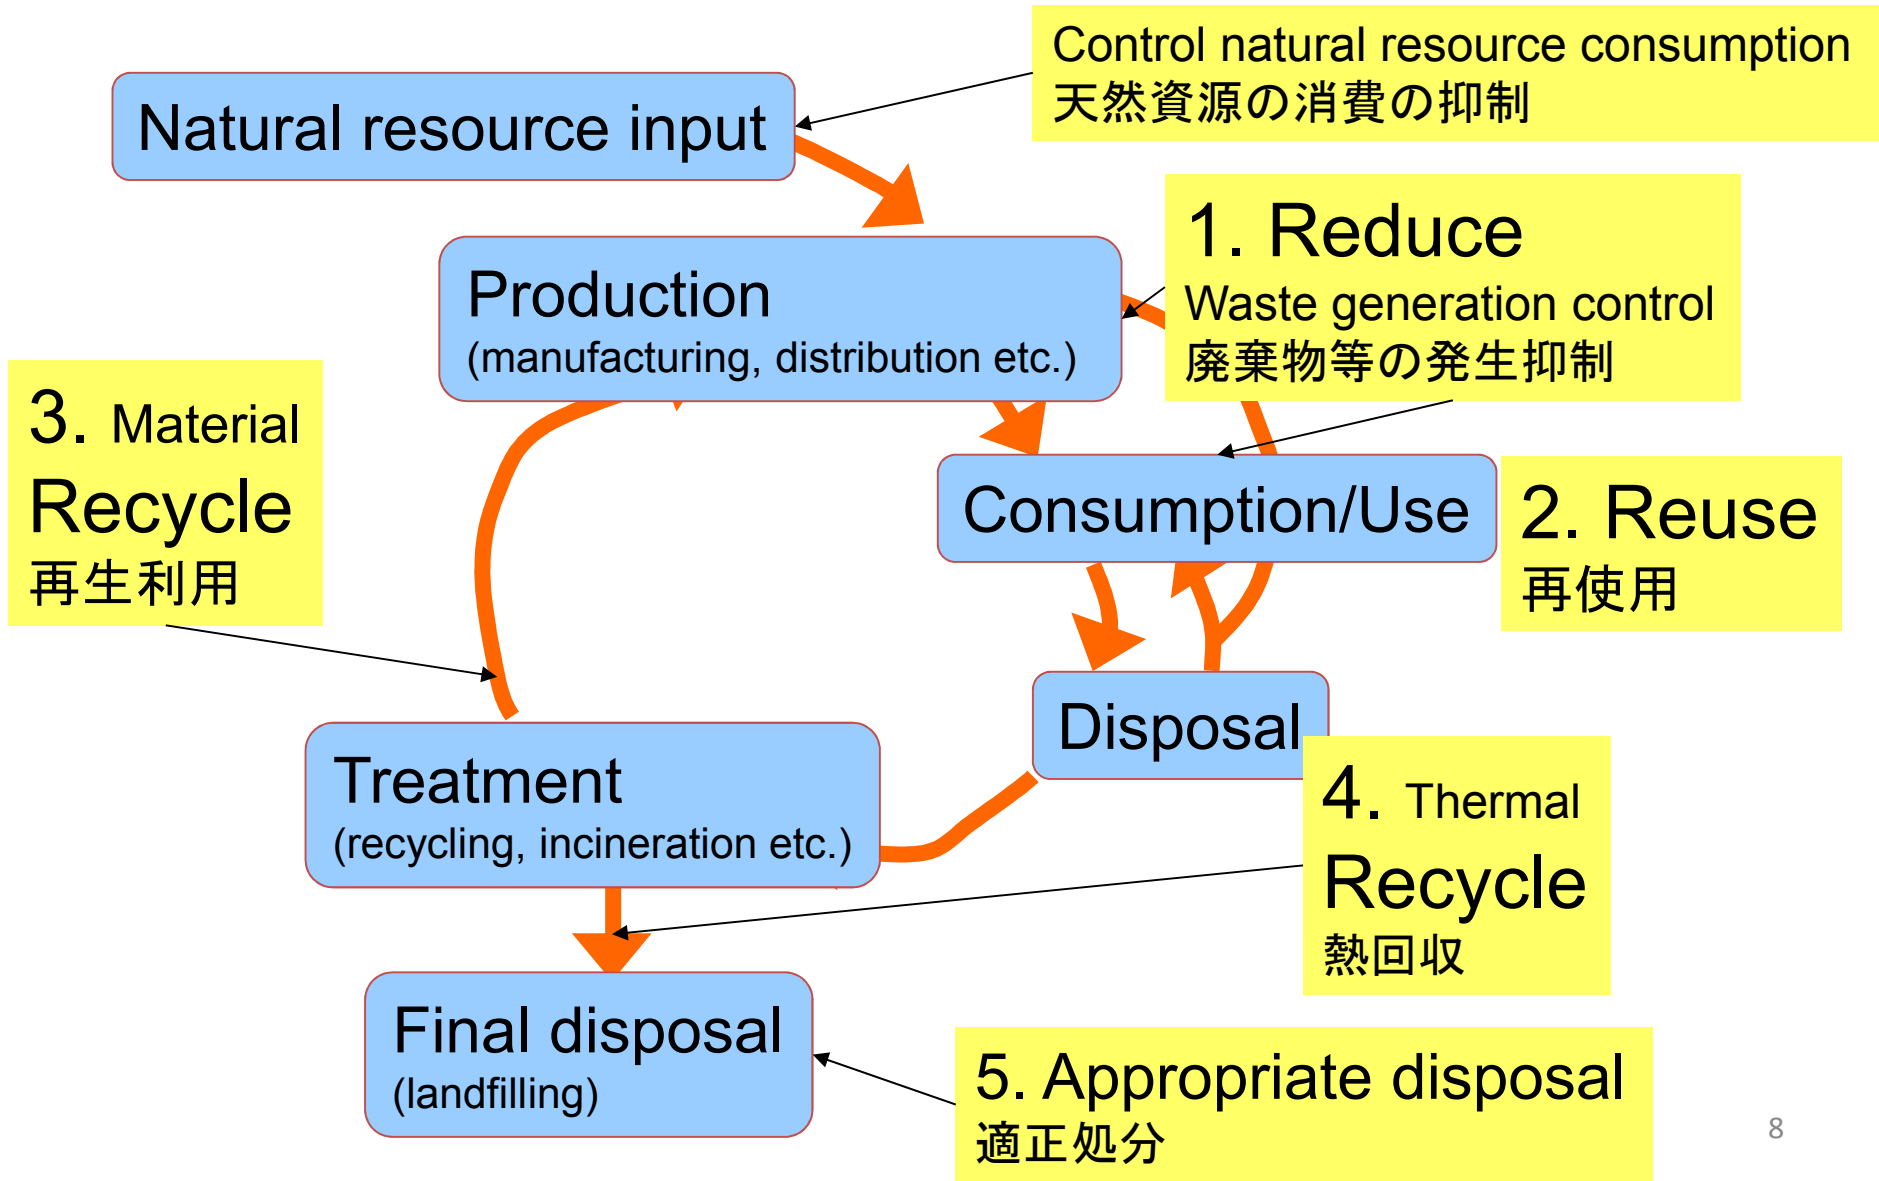 Control natural resource consumption
天然資源の消費の抑制
Natural resource input
1. Reduce
Waste generation control
廃棄物等の発生抑制
Production
(manufacturing, distribution etc.)
3. Material
Recycle
再生利用
Consumption/Use
2. Reuse
再使用
Disposal
Treatment
(recycling, incineration etc.)
4. Thermal
Recycle
熱回収
Final disposal
(landfilling)
5. Appropriate disposal
適正処分
8